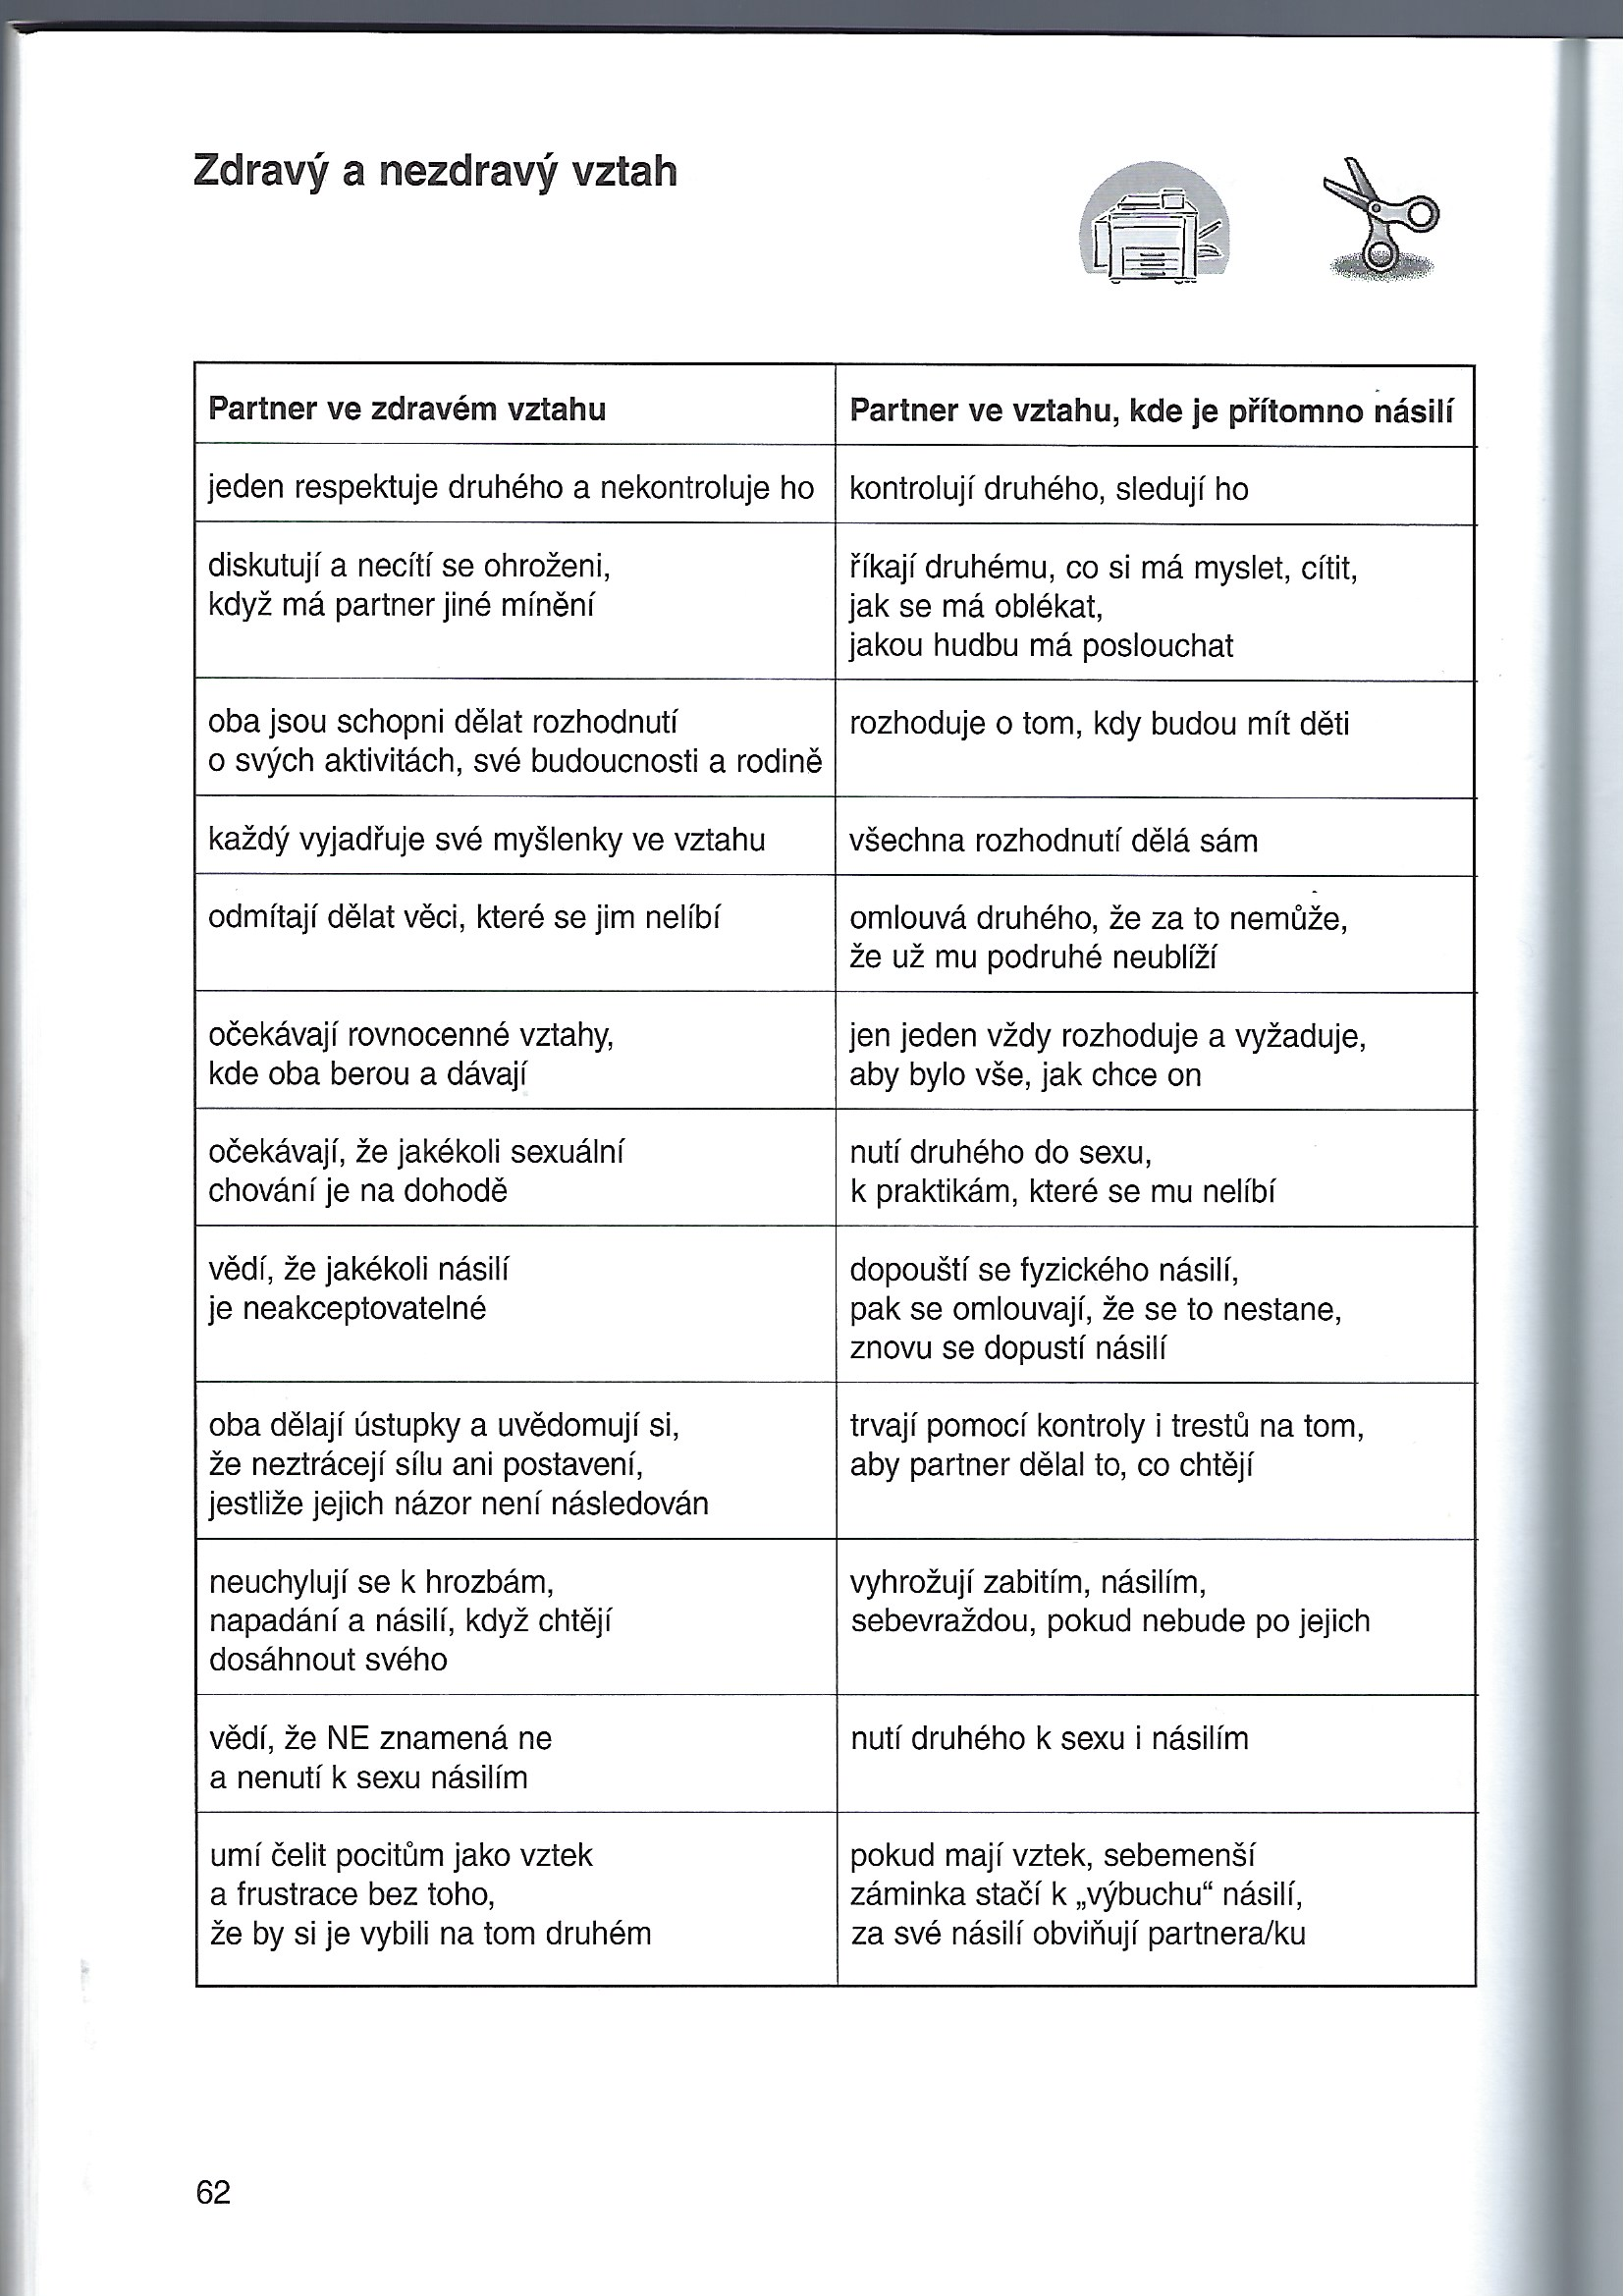 Zdravý a nezdravý vztah
Partner ve zdravém vztahu
Partner ve vztahu, kde je přítomno násilí
jeden respektuje druhého a nekontroluje ho
kontrolují druhého, sledují ho
diskutují a necítí se ohroženi,
když má partner jiné mínění
říkají druhému, co si má myslet, cítit,
jak se má oblékat,
jakou hudbu má poslouchat
oba jsou schopni dělat rozhodnutí
o svých aktivitách, své budoucnosti a rodině
rozhoduje o tom, kdy budou mít děti
každý vyjadřuje své myšlenky ve vztahu
všechna rozhodnutí dělá sám
odmítají dělat věci, které se jim nelíbí
omlouvá druhého, že za to nemůže,
že už mu podruhé neublíží
očekávají rovnocenné vztahy,
kde oba berou a dávají
jen jeden vždy rozhoduje a vyžaduje,
aby bylo vše, jak chce on
očekávají, že jakékoli sexuální
chování je na dohodě
nutí druhého do sexu,
k praktikám, které se mu nelíbí
vědí, že jakékoli násilí
je neakceptovatelné
dopouští se fyzického násilí,
pak se omlouvají, že se to nestane,
znovu se dopustí násilí
oba dělají ústupky a uvědomují si,
že neztrácejí sílu ani postavení,
jestliže jejich názor není následován
trvají pomocí kontroly i trestů na tom,
aby partner dělal to, co chtějí
neuchylují se k hrozbám,
napadání a násilí, když chtějí
dosáhnout svého
vyhrožují zabitím, násilím,
sebevraždou, pokud nebude po jejich
vědí, že NE znamená ne
a nenutí k sexu násilím
nutí druhého k sexu i násilím
umí čelit pocitům jako vztek
a frustrace bez toho,
že by si je vybili na tom druhém
pokud mají vztek, sebemenší
záminka stačí k „výbuchu“ násilí,
za své násilí obviňují partnera/ku
62